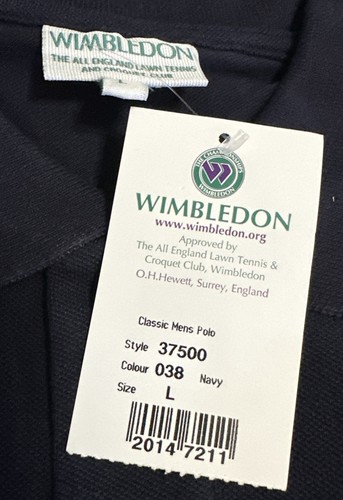 WIMBLEDON
THE ALL ENGLAND LAWN TENNIS
AND CROQUET CLUB
L
THE CHAMPIONSHIPS
WIMBLEDON
WIMBLEDON
www.wimbledon.org
Approved by
The All England Lawn Tennis &
Croquet Club, Wimbledon
O.H.Hewett, Surrey, England
Classic Mens Polo
Style 37500
Colour 038 Navy
Size L
2014 7211